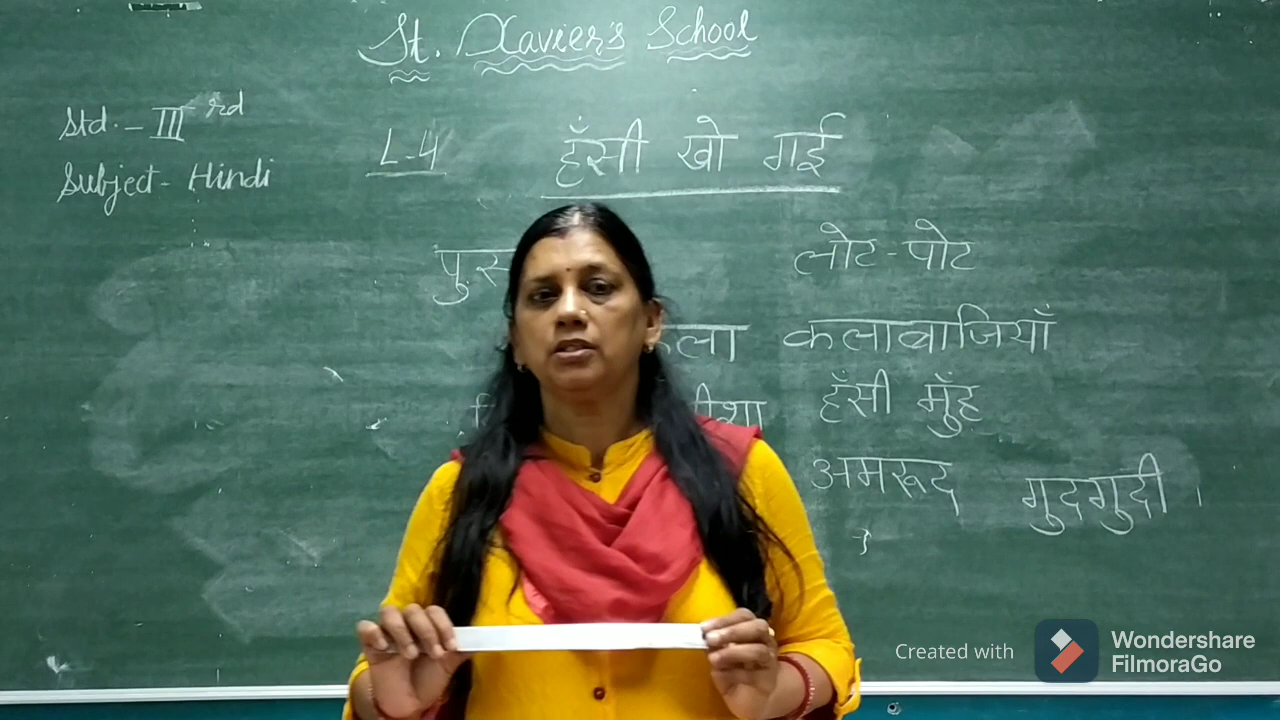 St. Xavier's School
Std. - III rd
Subject - Hindi
L-4 हँसी खो गई
लोट-पोट
कलाबाजियाँ
हँसी मुँह
अमरूद गुदगुदी ।
Created with Wondershare FilmoraGo